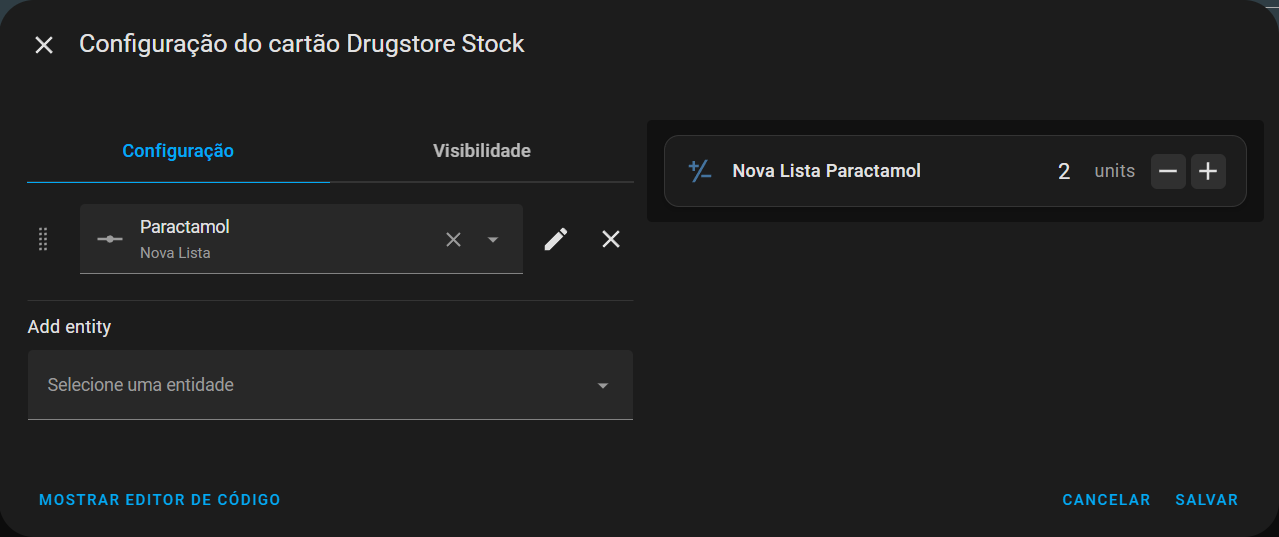 Configuração do cartão Drugstore Stock
Configuração
Visibilidade
Paractamol
Nova Lista
Add entity
Selecione uma entidade
Nova Lista Paractamol
2 units
MOSTRAR EDITOR DE CÓDIGO
CANCELAR
SALVAR